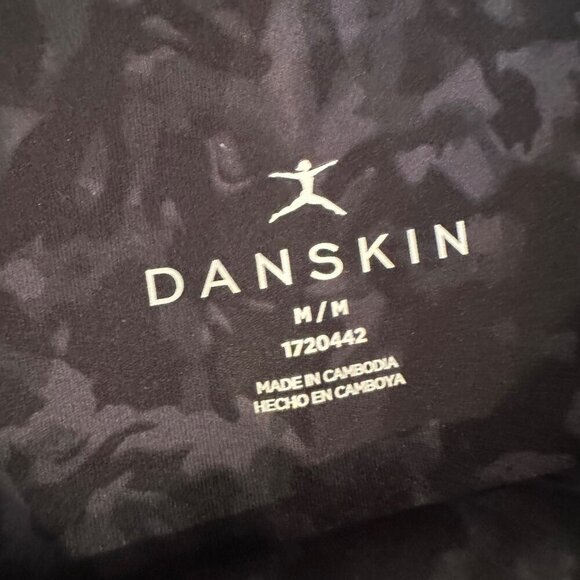 DANSKIN
M/M
1720442
MADE IN CAMBODIA
HECHO EN CAMBOYA